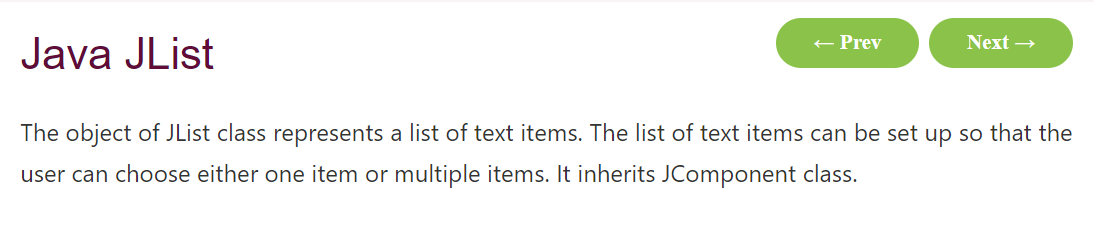 Java JList
← Prev
Next →
The object of JList class represents a list of text items. The list of text items can be set up so that the
user can choose either one item or multiple items. It inherits JComponent class.